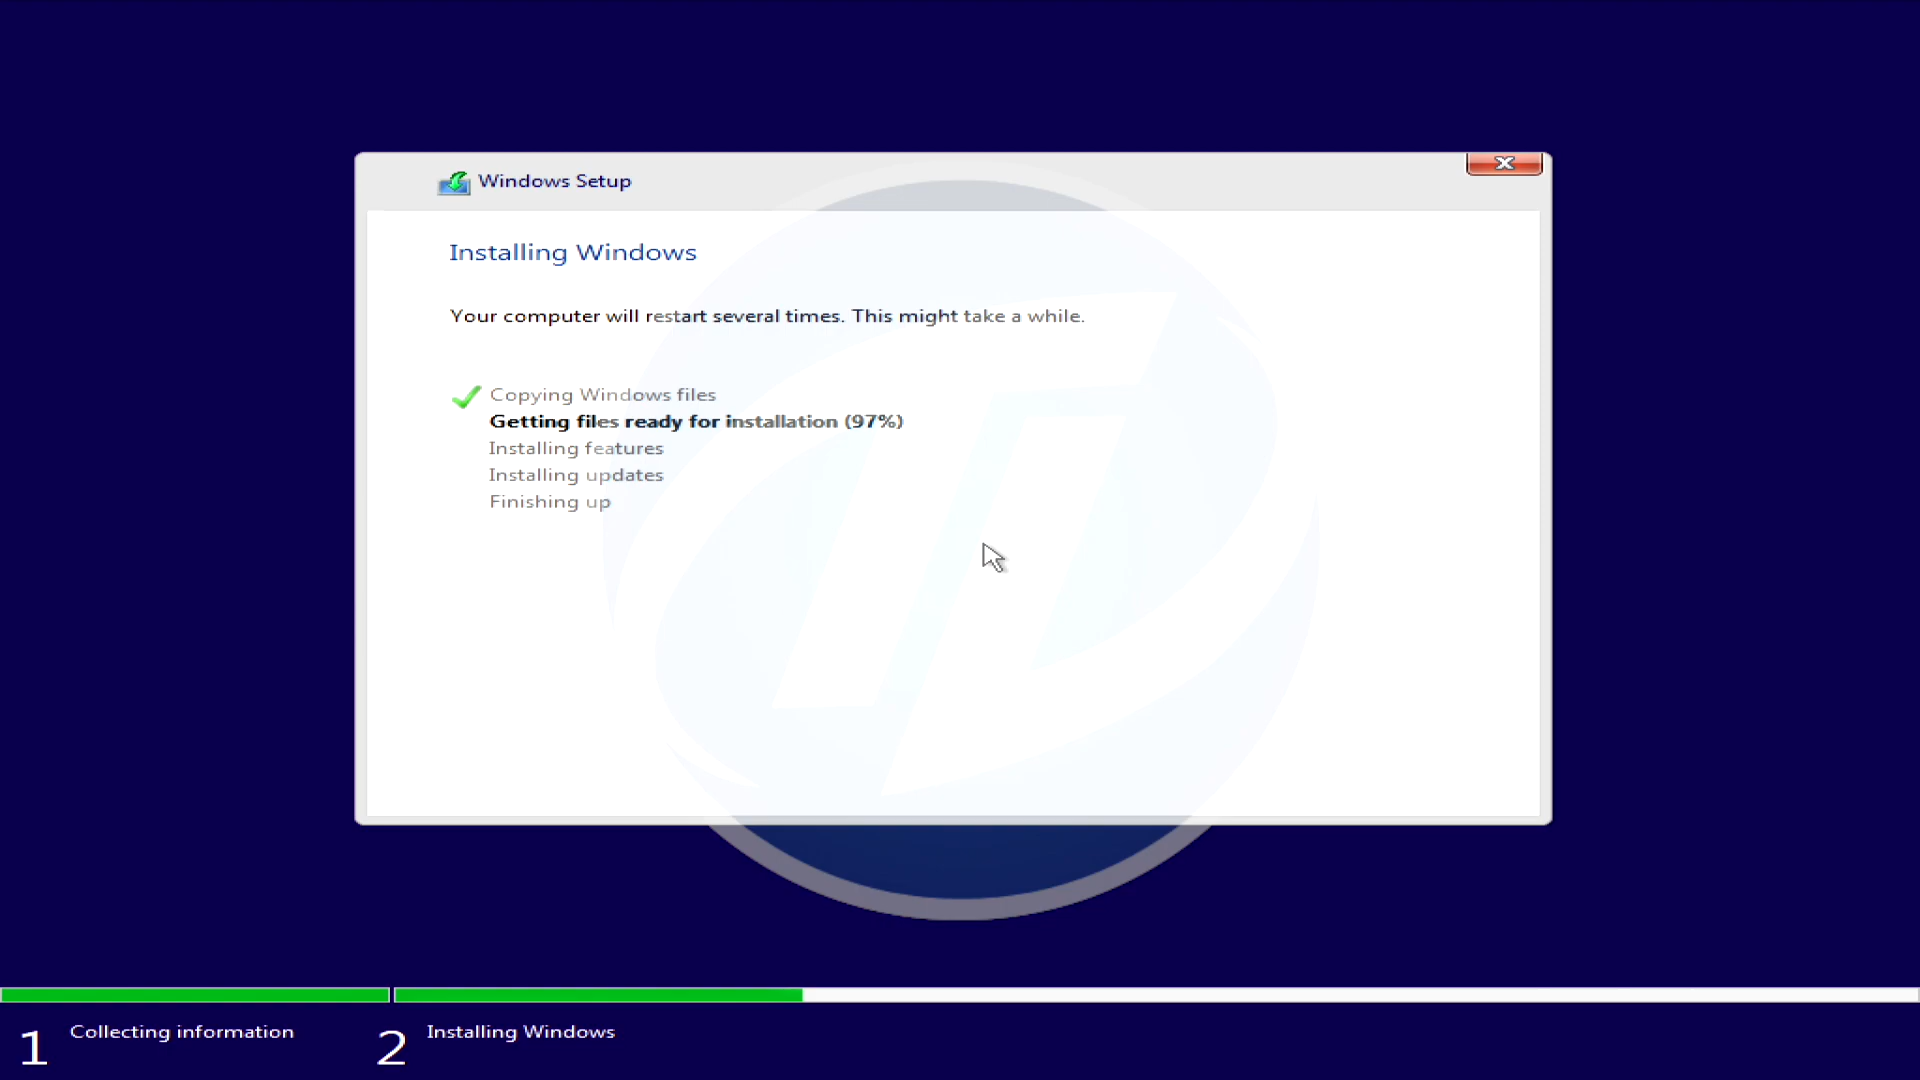 Windows Setup
Installing Windows
Your computer will restart several times. This might take a while.
Copying Windows files
Getting files ready for installation (97%)
Installing features
Installing updates
Finishing up
1 Collecting information
2 Installing Windows